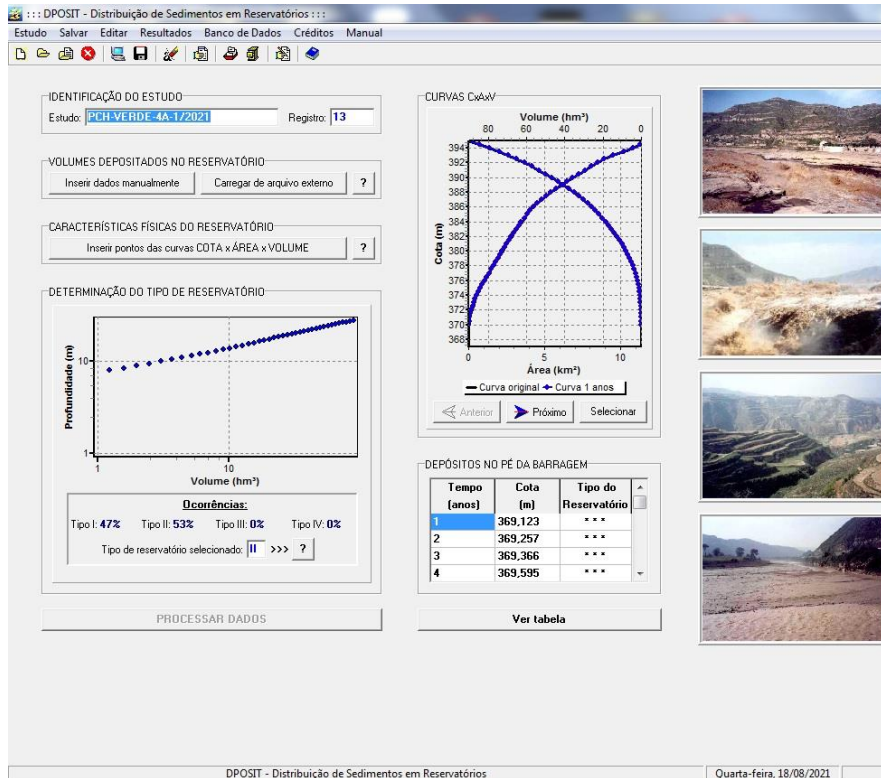 ::: DPOSIT - Distribuição de Sedimentos em Reservatórios :::
Estudo Salvar Editar Resultados Banco de Dados Créditos Manual
IDENTIFICAÇÃO DO ESTUDO
Estudo: PCH-VERDE-4A-1/2021 Registro: 13
VOLUMES DEPOSITADOS NO RESERVATÓRIO
Inserir dados manualmente Carregar de arquivo externo ?
CARACTERÍSTICAS FÍSICAS DO RESERVATÓRIO
Inserir pontos das curvas COTA x ÁREA x VOLUME ?
DETERMINAÇÃO DO TIPO DE RESERVATÓRIO
Profundidade (m)
10
1
1 10
Volume (hm³)
Ocorrências:
Tipo I: 47% Tipo II: 53% Tipo III: 0% Tipo IV: 0%
Tipo de reservatório selecionado: II >>> ?
PROCESSAR DADOS
CURVAS CxAxV
Volume (hm³)
80 60 40 20 0
Cota (m)
394
392
390
388
386
384
382
380
378
376
374
372
370
368
0 5 10
Área (km²)
Curva original Curva 1 anos
Anterior Próximo Selecionar
DEPÓSITOS NO PÉ DA BARRAGEM
Tempo (anos) Cota (m) Tipo do Reservatório
1 369,123 * * *
2 369,257 * * *
3 369,366 * * *
4 369,595 * * *
Ver tabela
DPOSIT - Distribuição de Sedimentos em Reservatórios Quarta-feira, 18/08/2021